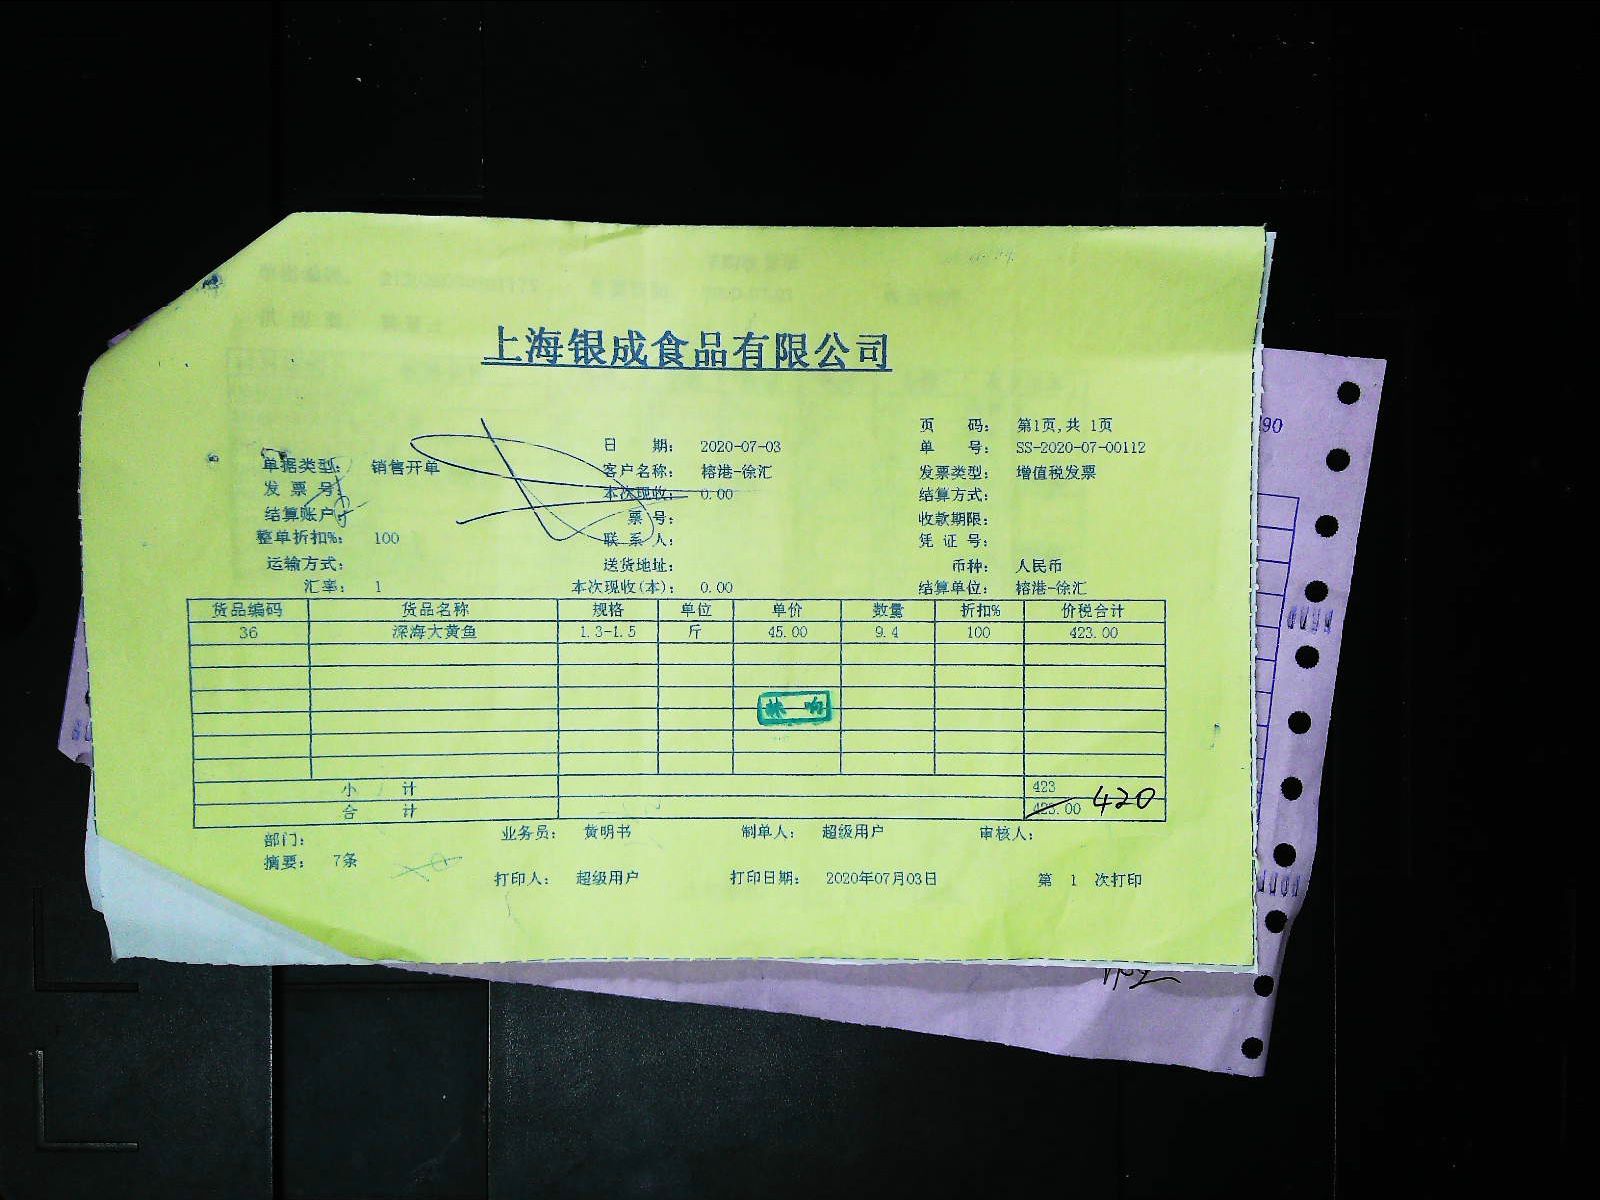 上海银成食品有限公司
页 码: 第1页,共 1页
日 期: 2020-07-03 单 号: SS-2020-07-00112
单据类型: 销售开单 客户名称: 榕港-徐汇 发票类型: 增值税发票
发 票 号: 本次现收: 0.00 结算方式:
结算账户: 票 号: 收款期限:
整单折扣%: 100 联 系 人: 凭 证 号:
运输方式: 送货地址: 币种: 人民币
汇率: 1 本次现收(本): 0.00 结算单位: 榕港-徐汇
货品编码 货品名称 规格 单位 单价 数量 折扣% 价税合计
36 深海大黄鱼 1.3-1.5 斤 45.00 9.4 100 423.00
小 计 423
合 计 423.00 420
部门: 业务员: 黄明书 制单人: 超级用户 审核人:
摘要: 7条
打印人: 超级用户 打印日期: 2020年07月03日 第 1 次打印
90